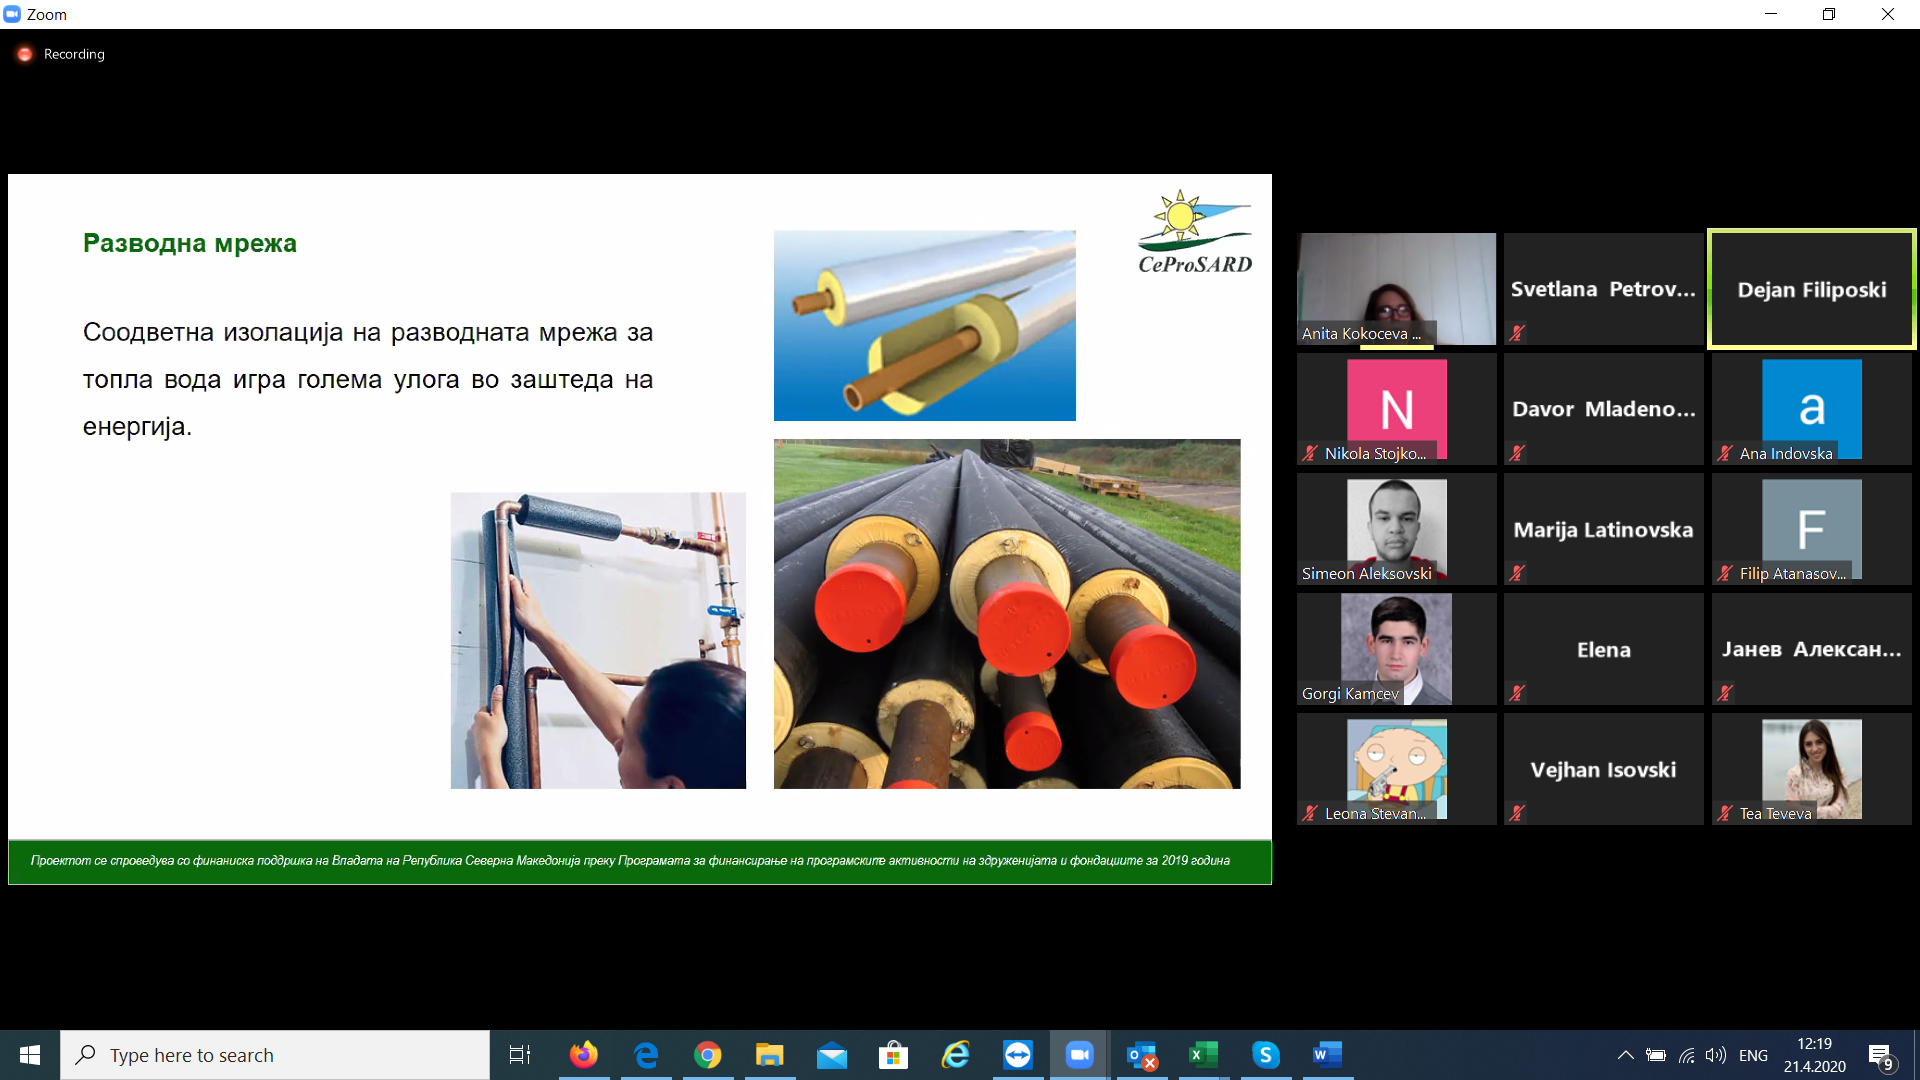 Zoom
Recording
Разводна мрежа
CeProSARD
Соодветна изолација на разводната мрежа за
топла вода игра голема улога во заштеда на
енергија.
Проектот се спроведува со финаниска поддршка на Владата на Република Северна Македонија преку Програмата за финансирање на програмските активности на здруженијата и фондациите за 2019 година
Anita Kokoceva ...
Svetlana Petrov...
Dejan Filiposki
N
Nikola Stojko...
Davor Mladeno...
a
Ana Indovska
Simeon Aleksovski
Marija Latinovska
F
Filip Atanasov...
Gorgi Kamcev
Elena
Јанев Алексан...
Leona Stevan...
Vejhan Isovski
Tea Teveva
Type here to search
ENG
12:19
21.4.2020
9